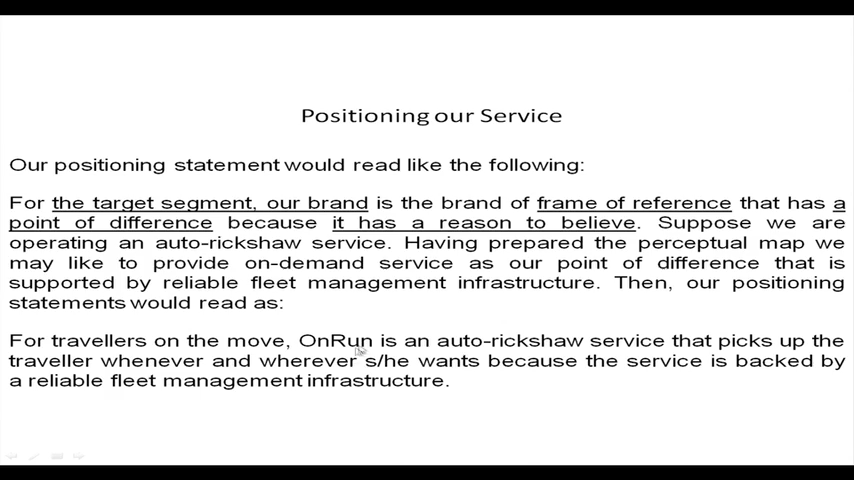 Positioning our Service
Our positioning statement would read like the following:
For the target segment, our brand is the brand of frame of reference that has a
point of difference because it has a reason to believe. Suppose we are
operating an auto-rickshaw service. Having prepared the perceptual map we
may like to provide on-demand service as our point of difference that is
supported by reliable fleet management infrastructure. Then, our positioning
statements would read as:
For travellers on the move, OnRun is an auto-rickshaw service that picks up the
traveller whenever and wherever s/he wants because the service is backed by
a reliable fleet management infrastructure.